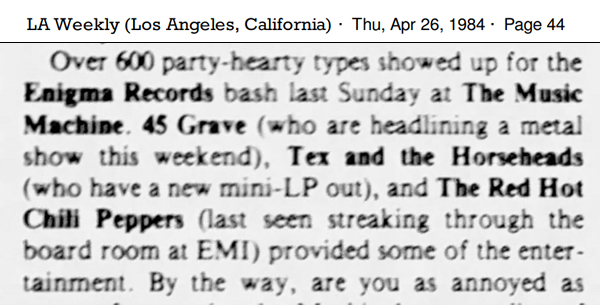 LA Weekly (Los Angeles, California) · Thu, Apr 26, 1984 · Page 44
Over 600 party-hearty types showed up for the
Enigma Records bash last Sunday at The Music
Machine. 45 Grave (who are headlining a metal
show this weekend), Tex and the Horseheads
(who have a new mini-LP out), and The Red Hot
Chili Peppers (last seen streaking through the
board room at EMI) provided some of the enter-
tainment. By the way, are you as annoyed as